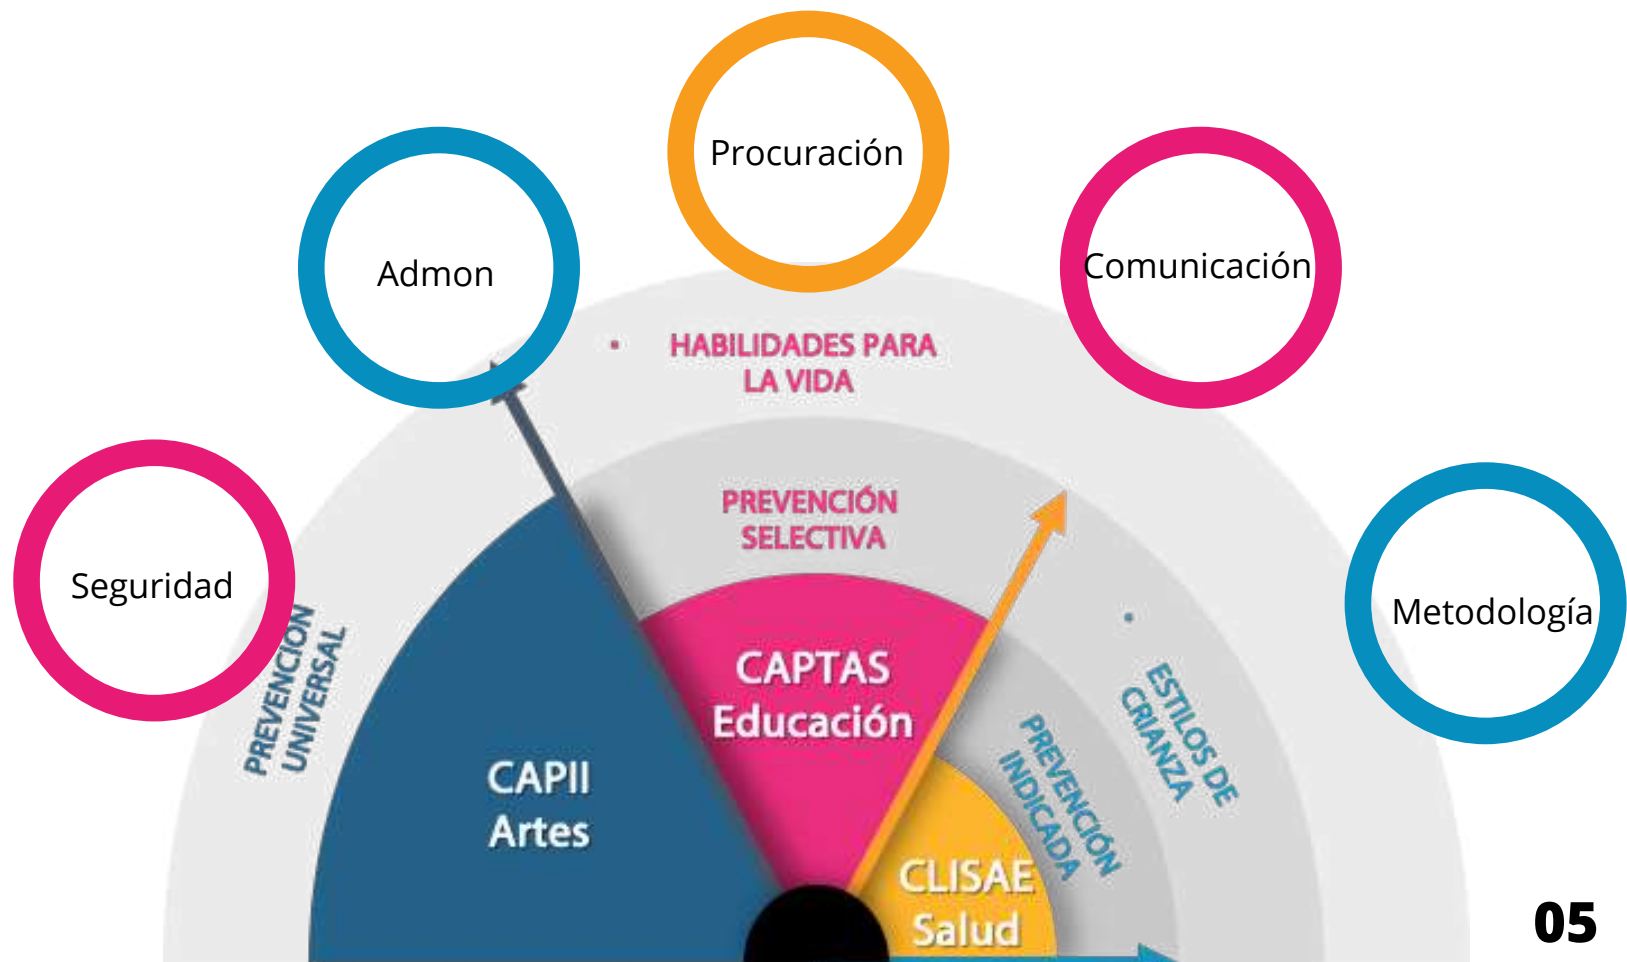 Procuración
Admon
Comunicación
• HABILIDADES PARA
LA VIDA
PREVENCIÓN
SELECTIVA
Seguridad
Metodología
PREVENCIÓN
UNIVERSAL
CAPTAS
Educación
• ESTILOS DE
CRIANZA
PREVENCIÓN
INDICADA
CAPII
Artes
CLISAE
Salud
05